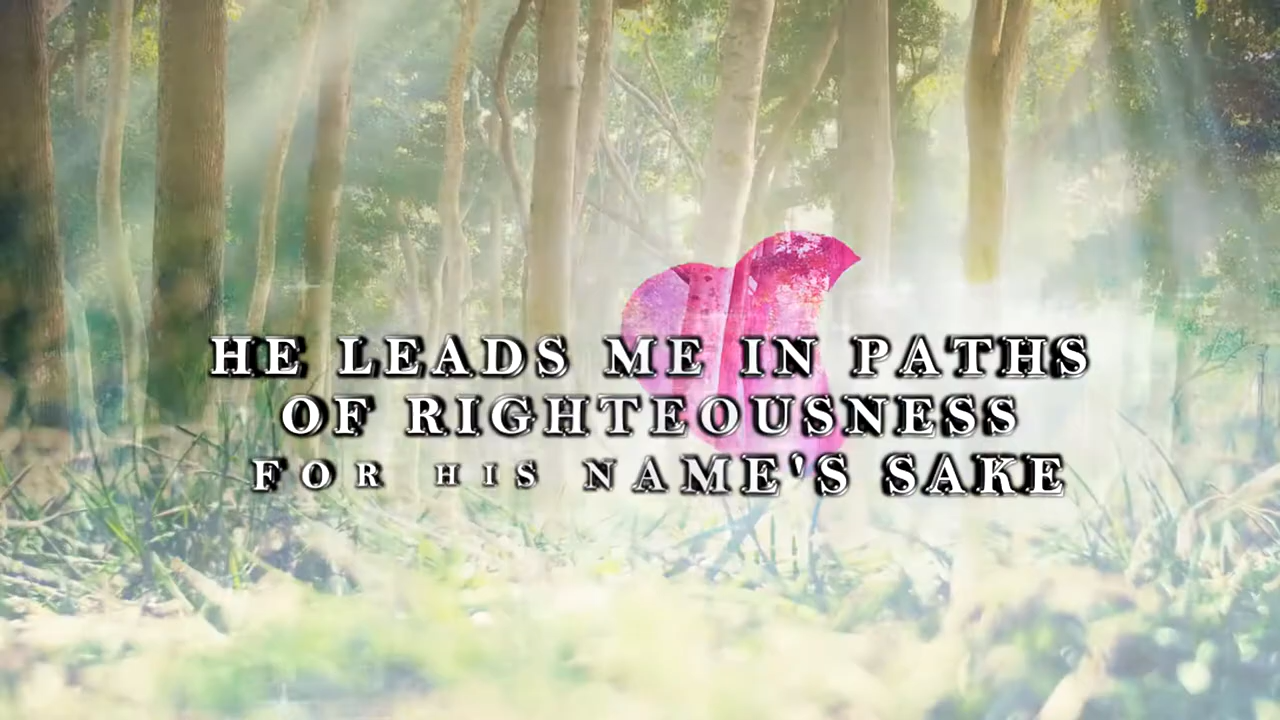 HE LEADS ME IN PATHS
OF RIGHTEOUSNESS
FOR HIS NAME'S SAKE